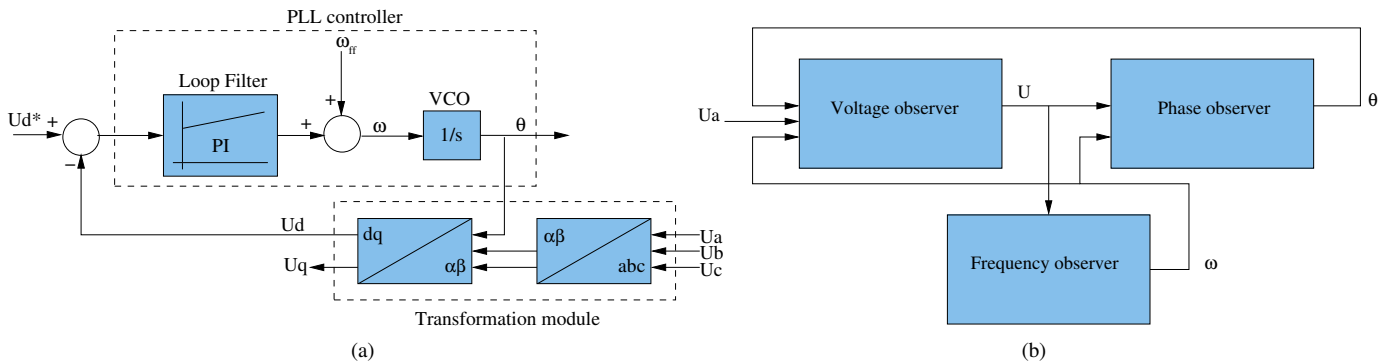 PLL controller
ω_ff
Loop Filter
VCO
Ud* + + + + ω 1/s θ
PI
−
Ud dq αβ Ua
Ub
Uq αβ abc Uc
Transformation module
(a)
Voltage observer U Phase observer θ
Ua
Frequency observer ω
(b)